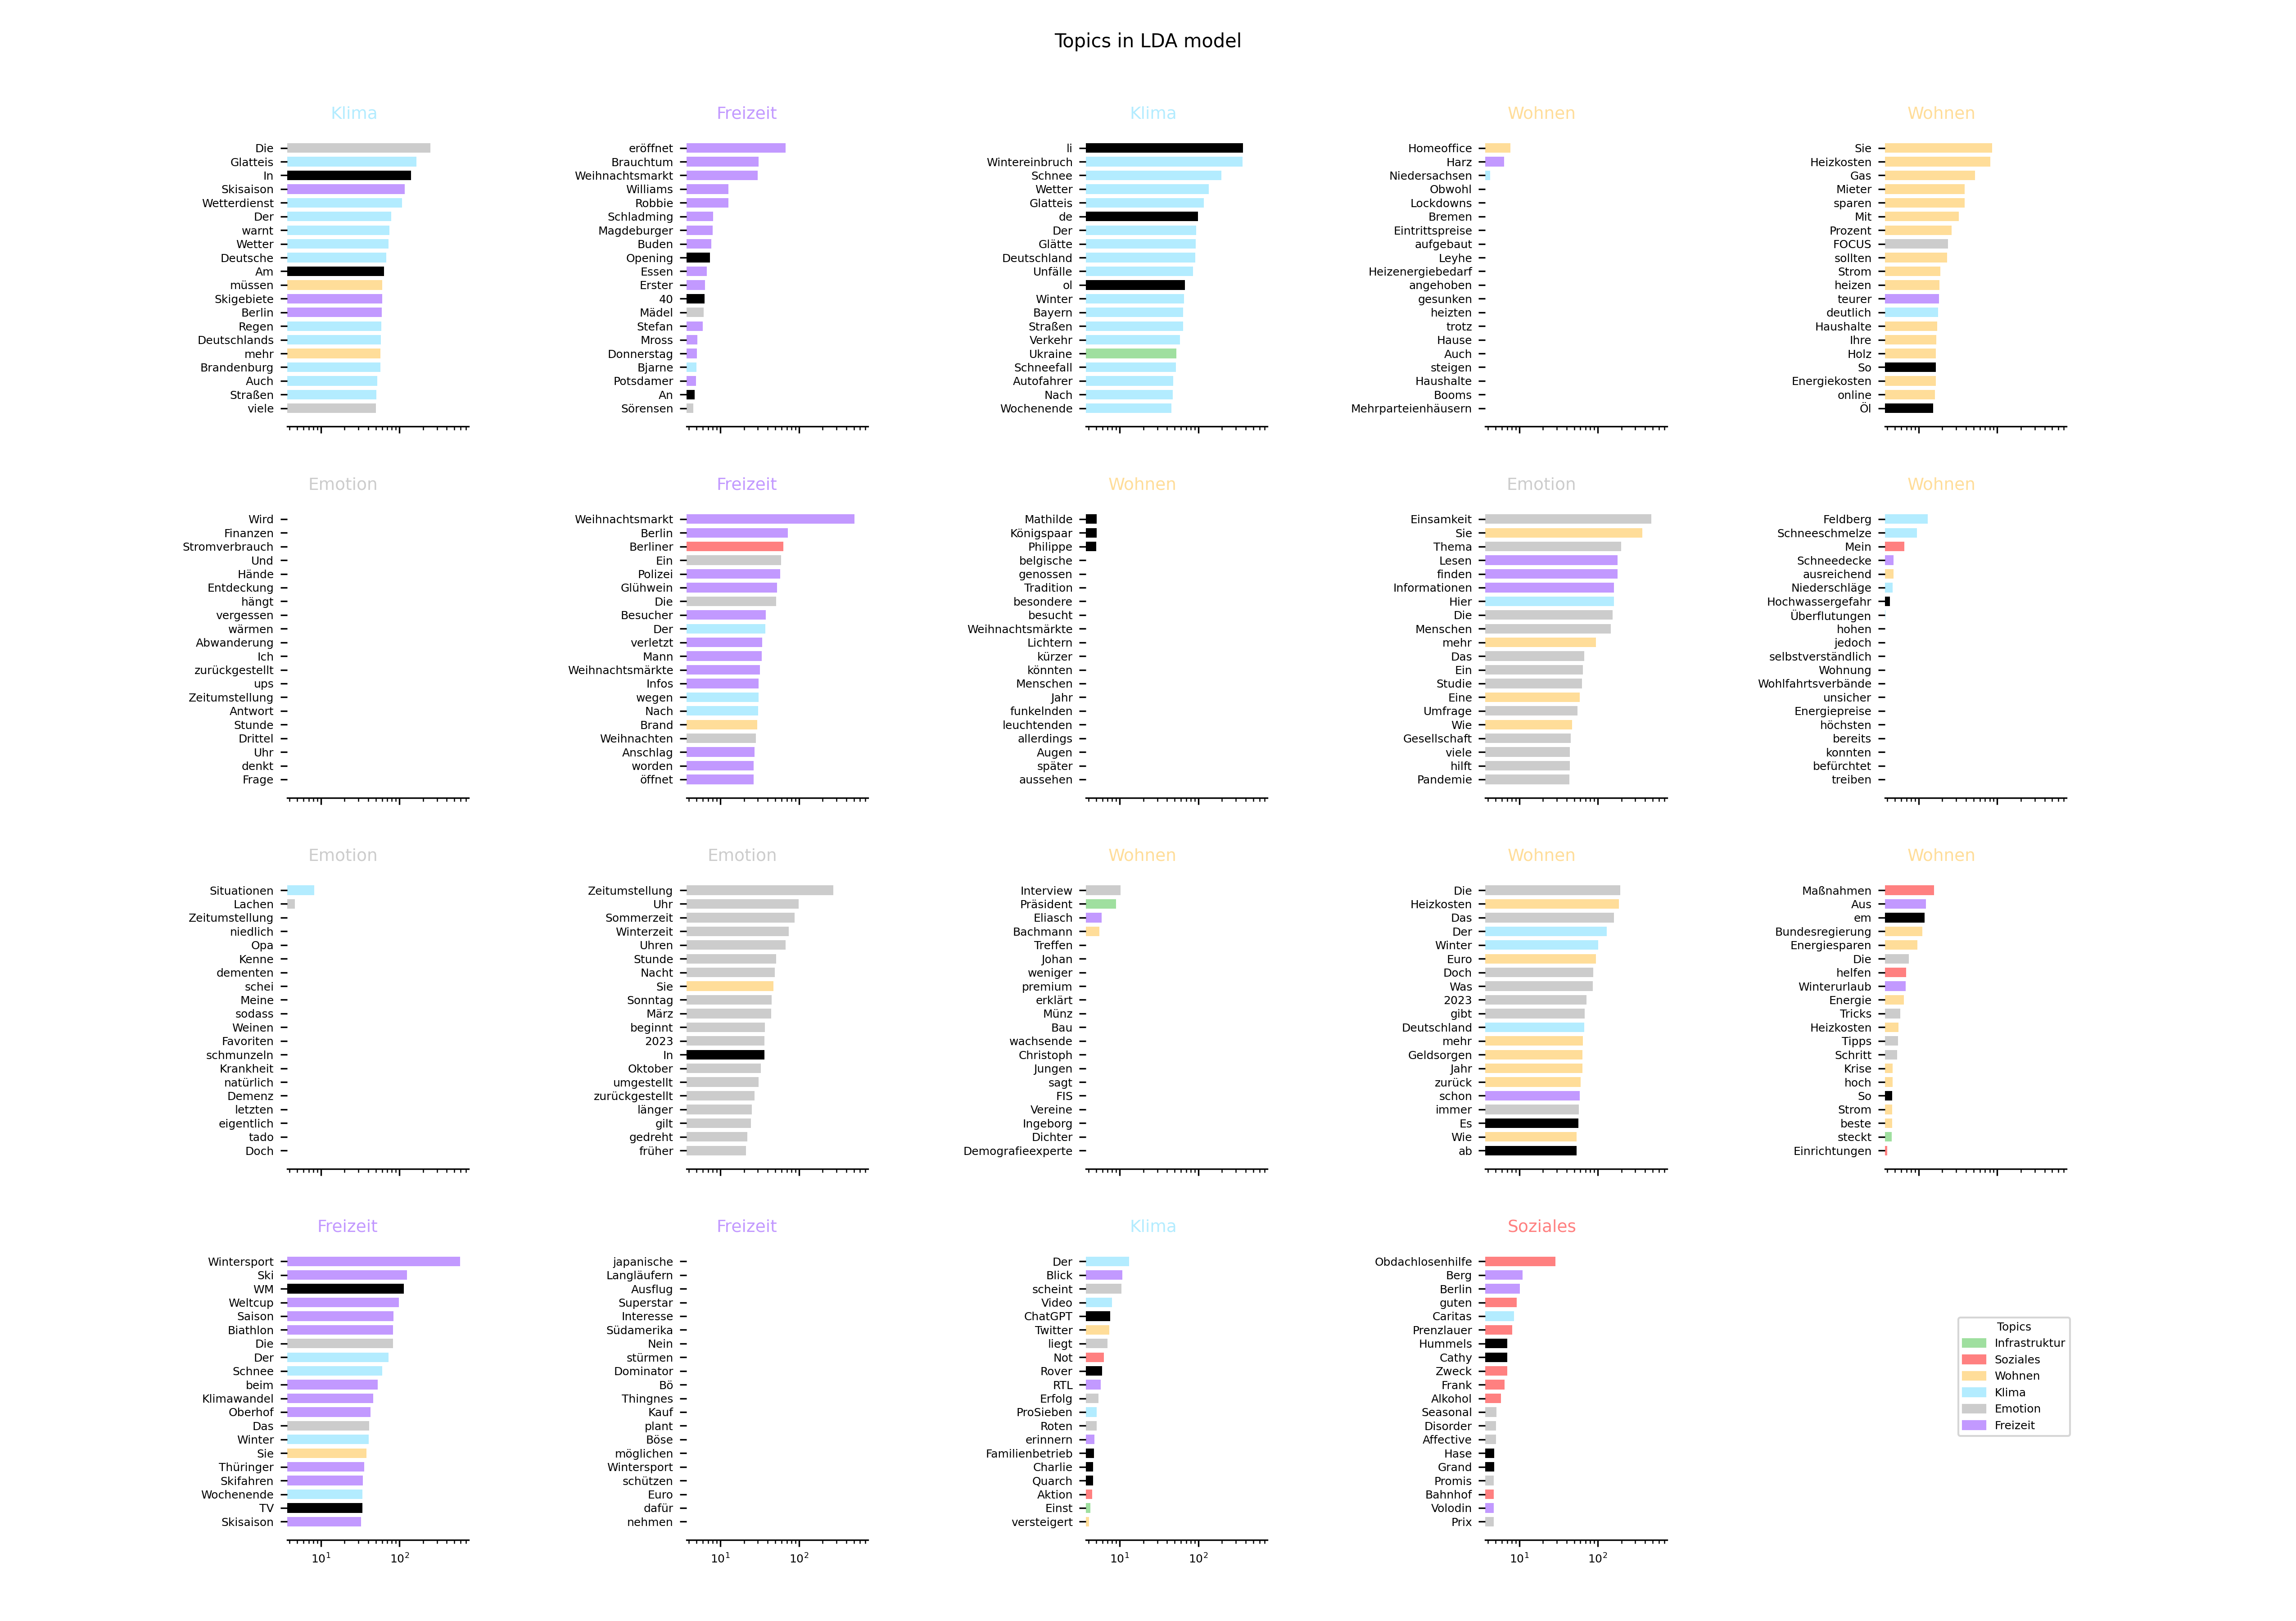 Topics in LDA model
Klima
Die
Glatteis
In
Skisaison
Wetterdienst
Der
warnt
Wetter
Deutsche
Am
müssen
Skigebiete
Berlin
Regen
Deutschlands
mehr
Brandenburg
Auch
Straßen
viele
Freizeit
eröffnet
Brauchtum
Weihnachtsmarkt
Williams
Robbie
Schladming
Magdeburger
Buden
Opening
Essen
Erster
40
Mädel
Stefan
Mross
Donnerstag
Bjarne
Potsdamer
An
Sörensen
Klima
li
Wintereinbruch
Schnee
Wetter
Glatteis
de
Der
Glätte
Deutschland
Unfälle
ol
Winter
Bayern
Straßen
Verkehr
Ukraine
Schneefall
Autofahrer
Nach
Wochenende
Wohnen
Homeoffice
Harz
Niedersachsen
Obwohl
Lockdowns
Bremen
Eintrittspreise
aufgebaut
Leyhe
Heizenergiebedarf
angehoben
gesunken
heizten
trotz
Hause
Auch
steigen
Haushalte
Booms
Mehrparteienhäusern
Wohnen
Sie
Heizkosten
Gas
Mieter
sparen
Mit
Prozent
FOCUS
sollten
Strom
heizen
teurer
deutlich
Haushalte
Ihre
Holz
So
Energiekosten
online
Öl
Emotion
Wird
Finanzen
Stromverbrauch
Und
Hände
Entdeckung
hängt
vergessen
wärmen
Abwanderung
Ich
zurückgestellt
ups
Zeitumstellung
Antwort
Stunde
Drittel
Uhr
denkt
Frage
Freizeit
Weihnachtsmarkt
Berlin
Berliner
Ein
Polizei
Glühwein
Die
Besucher
Der
verletzt
Mann
Weihnachtsmärkte
Infos
wegen
Nach
Brand
Weihnachten
Anschlag
worden
öffnet
Wohnen
Mathilde
Königspaar
Philippe
belgische
genossen
Tradition
besondere
besucht
Weihnachtsmärkte
Lichtern
kürzer
könnten
Menschen
Jahr
funkelnden
leuchtenden
allerdings
Augen
später
aussehen
Emotion
Einsamkeit
Sie
Thema
Lesen
finden
Informationen
Hier
Die
Menschen
mehr
Das
Ein
Studie
Eine
Umfrage
Wie
Gesellschaft
viele
hilft
Pandemie
Wohnen
Feldberg
Schneeschmelze
Mein
Schneedecke
ausreichend
Niederschläge
Hochwassergefahr
Überflutungen
hohen
jedoch
selbstverständlich
Wohnung
Wohlfahrtsverbände
unsicher
Energiepreise
höchsten
bereits
konnten
befürchtet
treiben
Emotion
Situationen
Lachen
Zeitumstellung
niedlich
Opa
Kenne
dementen
schei
Meine
sodass
Weinen
Favoriten
schmunzeln
Krankheit
natürlich
Demenz
letzten
eigentlich
tado
Doch
Emotion
Zeitumstellung
Uhr
Sommerzeit
Winterzeit
Uhren
Stunde
Nacht
Sie
Sonntag
März
beginnt
2023
In
Oktober
umgestellt
zurückgestellt
länger
gilt
gedreht
früher
Wohnen
Interview
Präsident
Eliasch
Bachmann
Treffen
Johan
weniger
premium
erklärt
Münz
Bau
wachsende
Christoph
Jungen
sagt
FIS
Vereine
Ingeborg
Dichter
Demografieexperte
Wohnen
Die
Heizkosten
Das
Der
Winter
Euro
Doch
Was
2023
gibt
Deutschland
mehr
Geldsorgen
Jahr
zurück
schon
immer
Es
Wie
ab
Wohnen
Maßnahmen
Aus
em
Bundesregierung
Energiesparen
Die
helfen
Winterurlaub
Energie
Tricks
Heizkosten
Tipps
Schritt
Krise
hoch
So
Strom
beste
steckt
Einrichtungen
Freizeit
Wintersport
Ski
WM
Weltcup
Saison
Biathlon
Die
Der
Schnee
beim
Klimawandel
Oberhof
Das
Winter
Sie
Thüringer
Skifahren
Wochenende
TV
Skisaison
10¹ 10²
Freizeit
japanische
Langläufern
Ausflug
Superstar
Interesse
Südamerika
Nein
stürmen
Dominator
Bö
Thingnes
Kauf
plant
Böse
möglichen
Wintersport
schützen
Euro
dafür
nehmen
10¹ 10²
Klima
Der
Blick
scheint
Video
ChatGPT
Twitter
liegt
Not
Rover
RTL
Erfolg
ProSieben
Roten
erinnern
Familienbetrieb
Charlie
Quarch
Aktion
Einst
versteigert
10¹ 10²
Soziales
Obdachlosenhilfe
Berg
Berlin
guten
Caritas
Prenzlauer
Hummels
Cathy
Zweck
Frank
Alkohol
Seasonal
Disorder
Affective
Hase
Grand
Promis
Bahnhof
Volodin
Prix
10¹ 10²
Topics
Infrastruktur
Soziales
Wohnen
Klima
Emotion
Freizeit